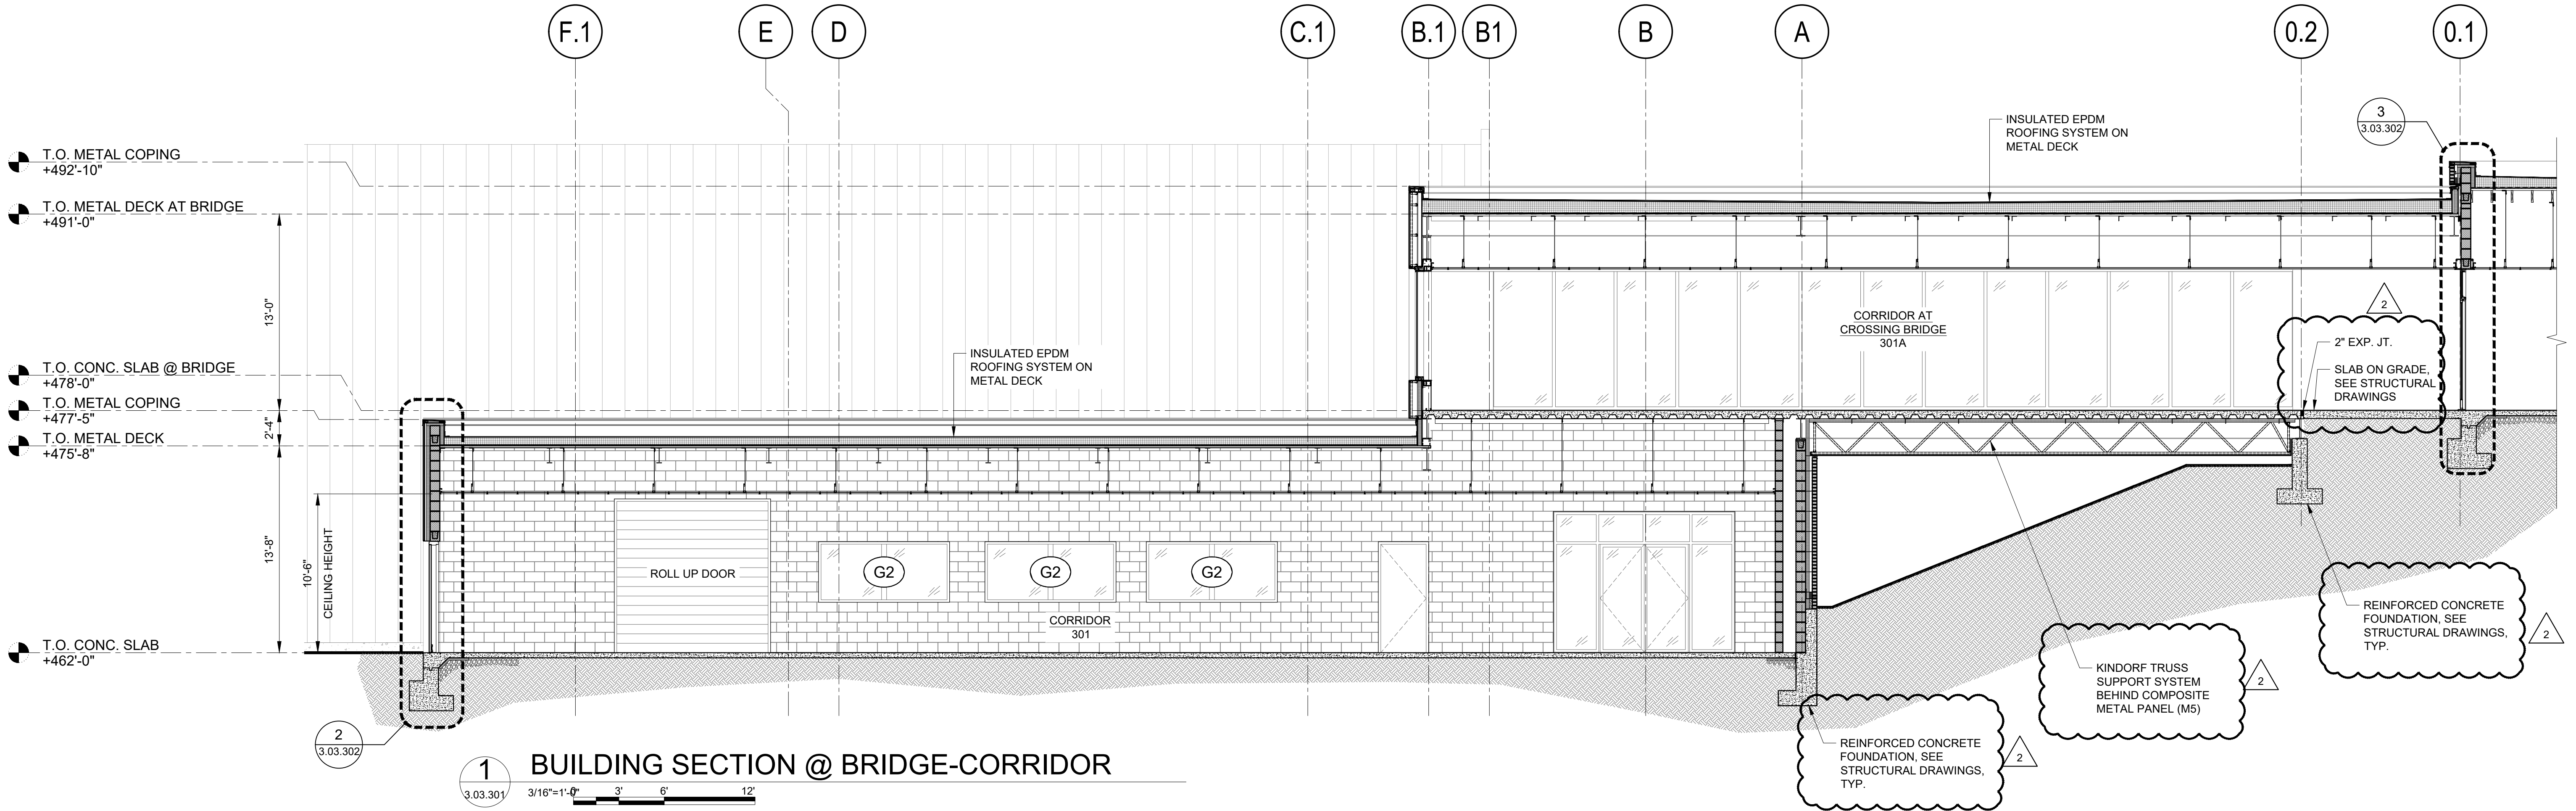 F.1
E
D
C.1
B.1
B1
B
A
0.2
0.1
T.O. METAL COPING
+492'-10"
T.O. METAL DECK AT BRIDGE
+491'-0"
T.O. CONC. SLAB @ BRIDGE
+478'-0"
T.O. METAL COPING
+477'-5"
T.O. METAL DECK
+475'-8"
T.O. CONC. SLAB
+462'-0"
13'-0"
2'-4"
13'-8"
10'-6"
CEILING HEIGHT
INSULATED EPDM
ROOFING SYSTEM ON
METAL DECK
INSULATED EPDM
ROOFING SYSTEM ON
METAL DECK
3
3.03.302
CORRIDOR AT
CROSSING BRIDGE
301A
2
2" EXP. JT.
SLAB ON GRADE,
SEE STRUCTURAL
DRAWINGS
ROLL UP DOOR
G2
G2
G2
CORRIDOR
301
REINFORCED CONCRETE
FOUNDATION, SEE
STRUCTURAL DRAWINGS,
TYP.
2
KINDORF TRUSS
SUPPORT SYSTEM
BEHIND COMPOSITE
METAL PANEL (M5)
2
REINFORCED CONCRETE
FOUNDATION, SEE
STRUCTURAL DRAWINGS,
TYP.
2
2
3.03.302
1
3.03.301
BUILDING SECTION @ BRIDGE-CORRIDOR
3/16"=1'-0"
0
3'
6'
12'